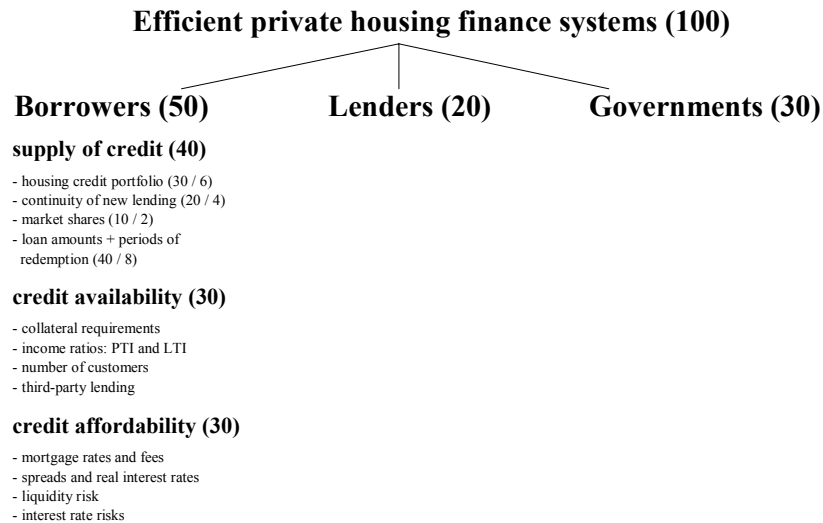 Efficient private housing finance systems (100)
Borrowers (50)
Lenders (20)
Governments (30)
supply of credit (40)
- housing credit portfolio (30 / 6)
- continuity of new lending (20 / 4)
- market shares (10 / 2)
- loan amounts + periods of
redemption (40 / 8)
credit availability (30)
- collateral requirements
- income ratios: PTI and LTI
- number of customers
- third-party lending
credit affordability (30)
- mortgage rates and fees
- spreads and real interest rates
- liquidity risk
- interest rate risks